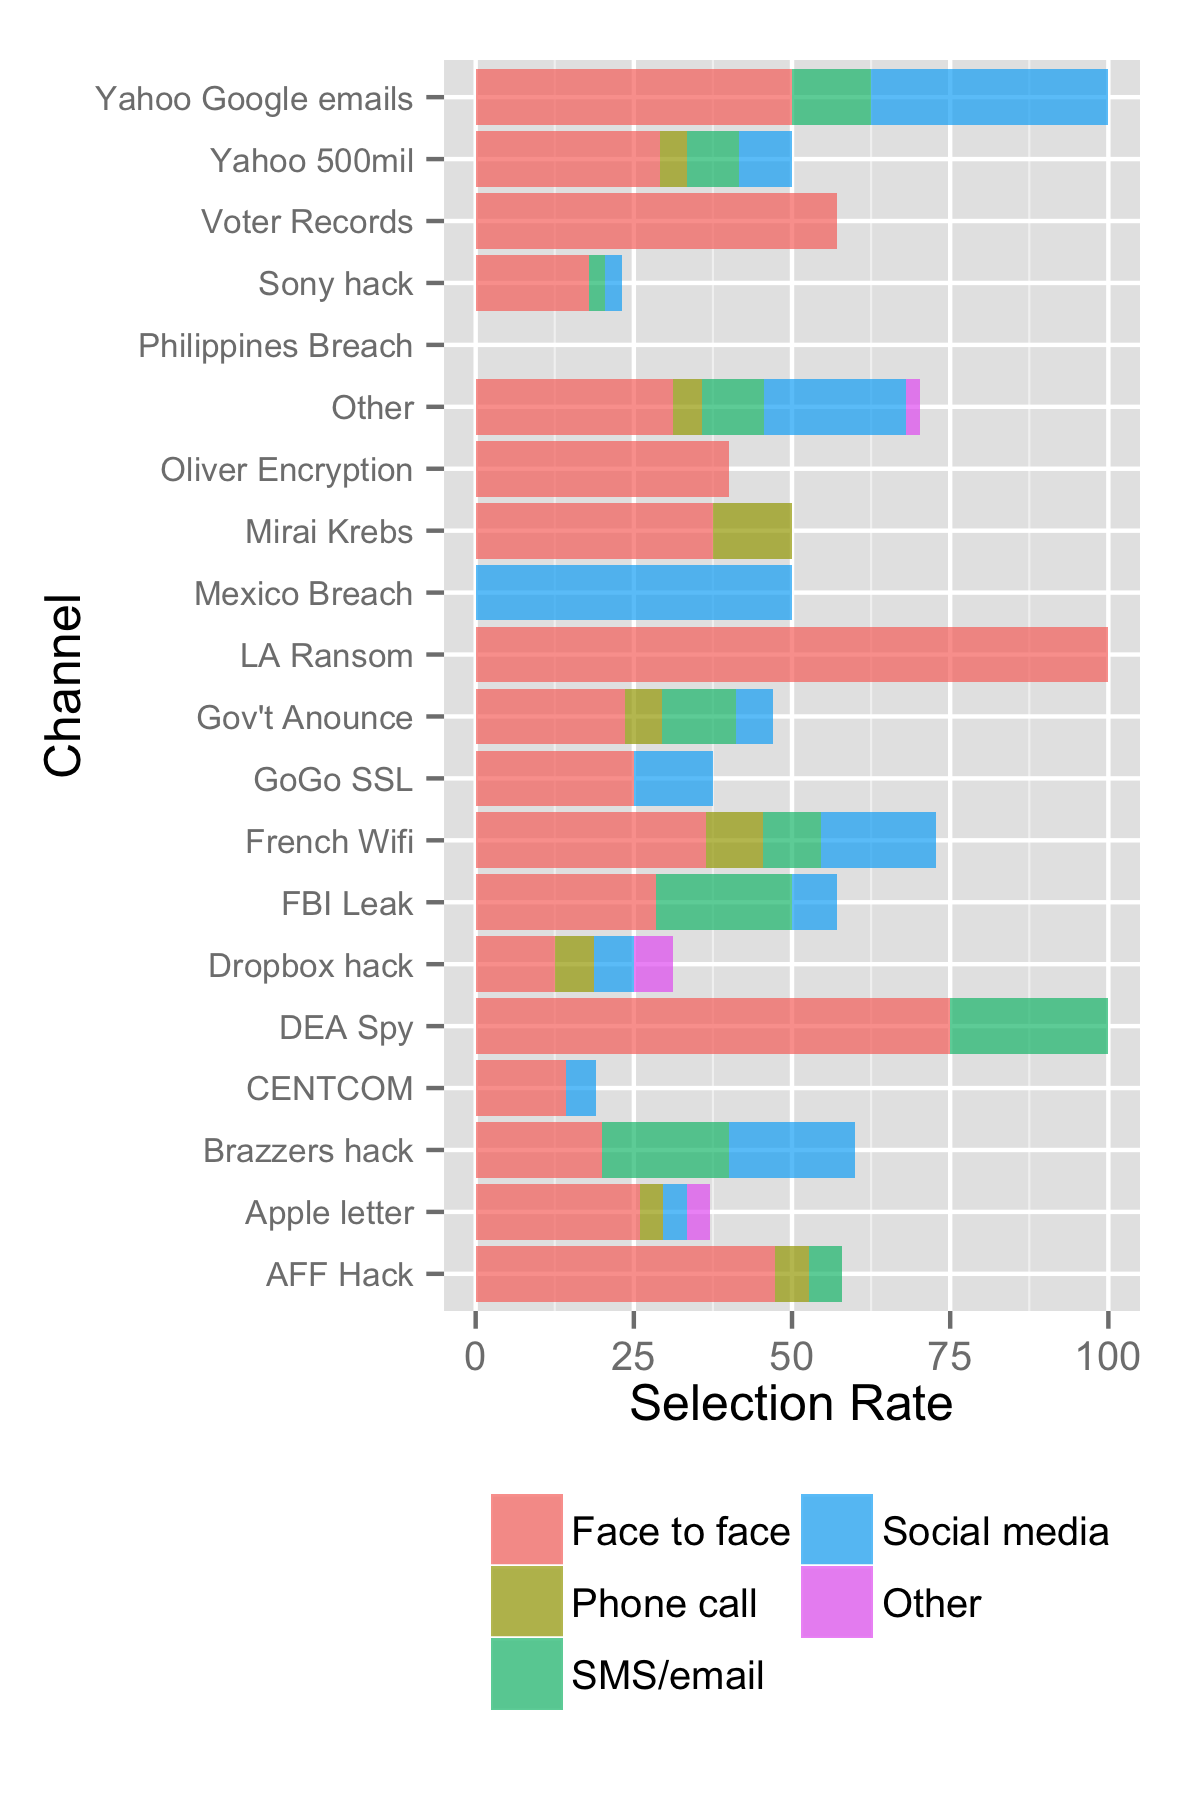 Yahoo Google emails
Yahoo 500mil
Voter Records
Sony hack
Philippines Breach
Other
Oliver Encryption
Mirai Krebs
Mexico Breach
LA Ransom
Gov't Anounce
GoGo SSL
French Wifi
FBI Leak
Dropbox hack
DEA Spy
CENTCOM
Brazzers hack
Apple letter
AFF Hack
Channel
0 25 50 75 100
Selection Rate
Face to face
Phone call
SMS/email
Social media
Other